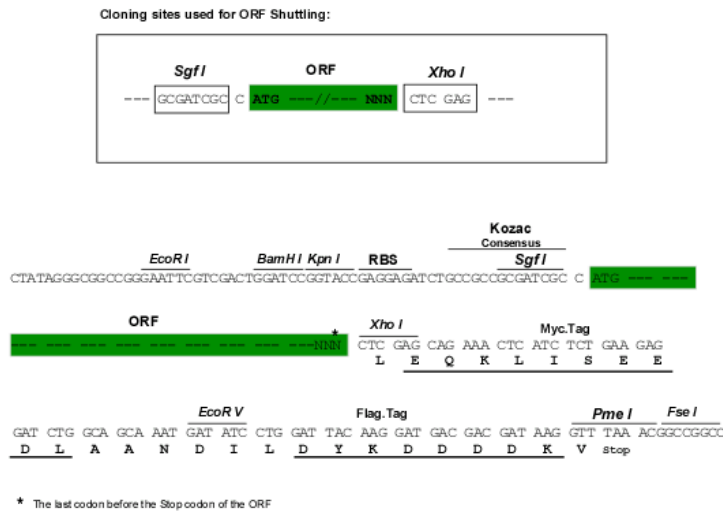 Cloning sites used for ORF Shuttling:
Sgf I ORF Xho I
--- GCGATCGC C ATG ---//--- NNN CTC GAG ---
Kozac
Consensus
EcoR I BamH I Kpn I RBS Sgf I
CTATAGGGCGGCCGGGAATTCGTCGACTGGATCCGGTACCGAGGAGATCTGCCGCCGCGATCGC C ATG --- ---
ORF
*
Xho I Myc.Tag
--- --- --- --- --- --- --- --- --- --- ---NNN CTC GAG CAG AAA CTC ATC TCT GAA GAG
L E Q K L I S E E
EcoR V Flag.Tag Pme I Fse I
GAT CTG GCA GCA AAT GAT ATC CTG GAT TAC AAG GAT GAC GAC GAT AAG GTT TAA ACGGCCGGCC
D L A A N D I L D Y K D D D D K V Stop
* The last codon before the Stop codon of the ORF